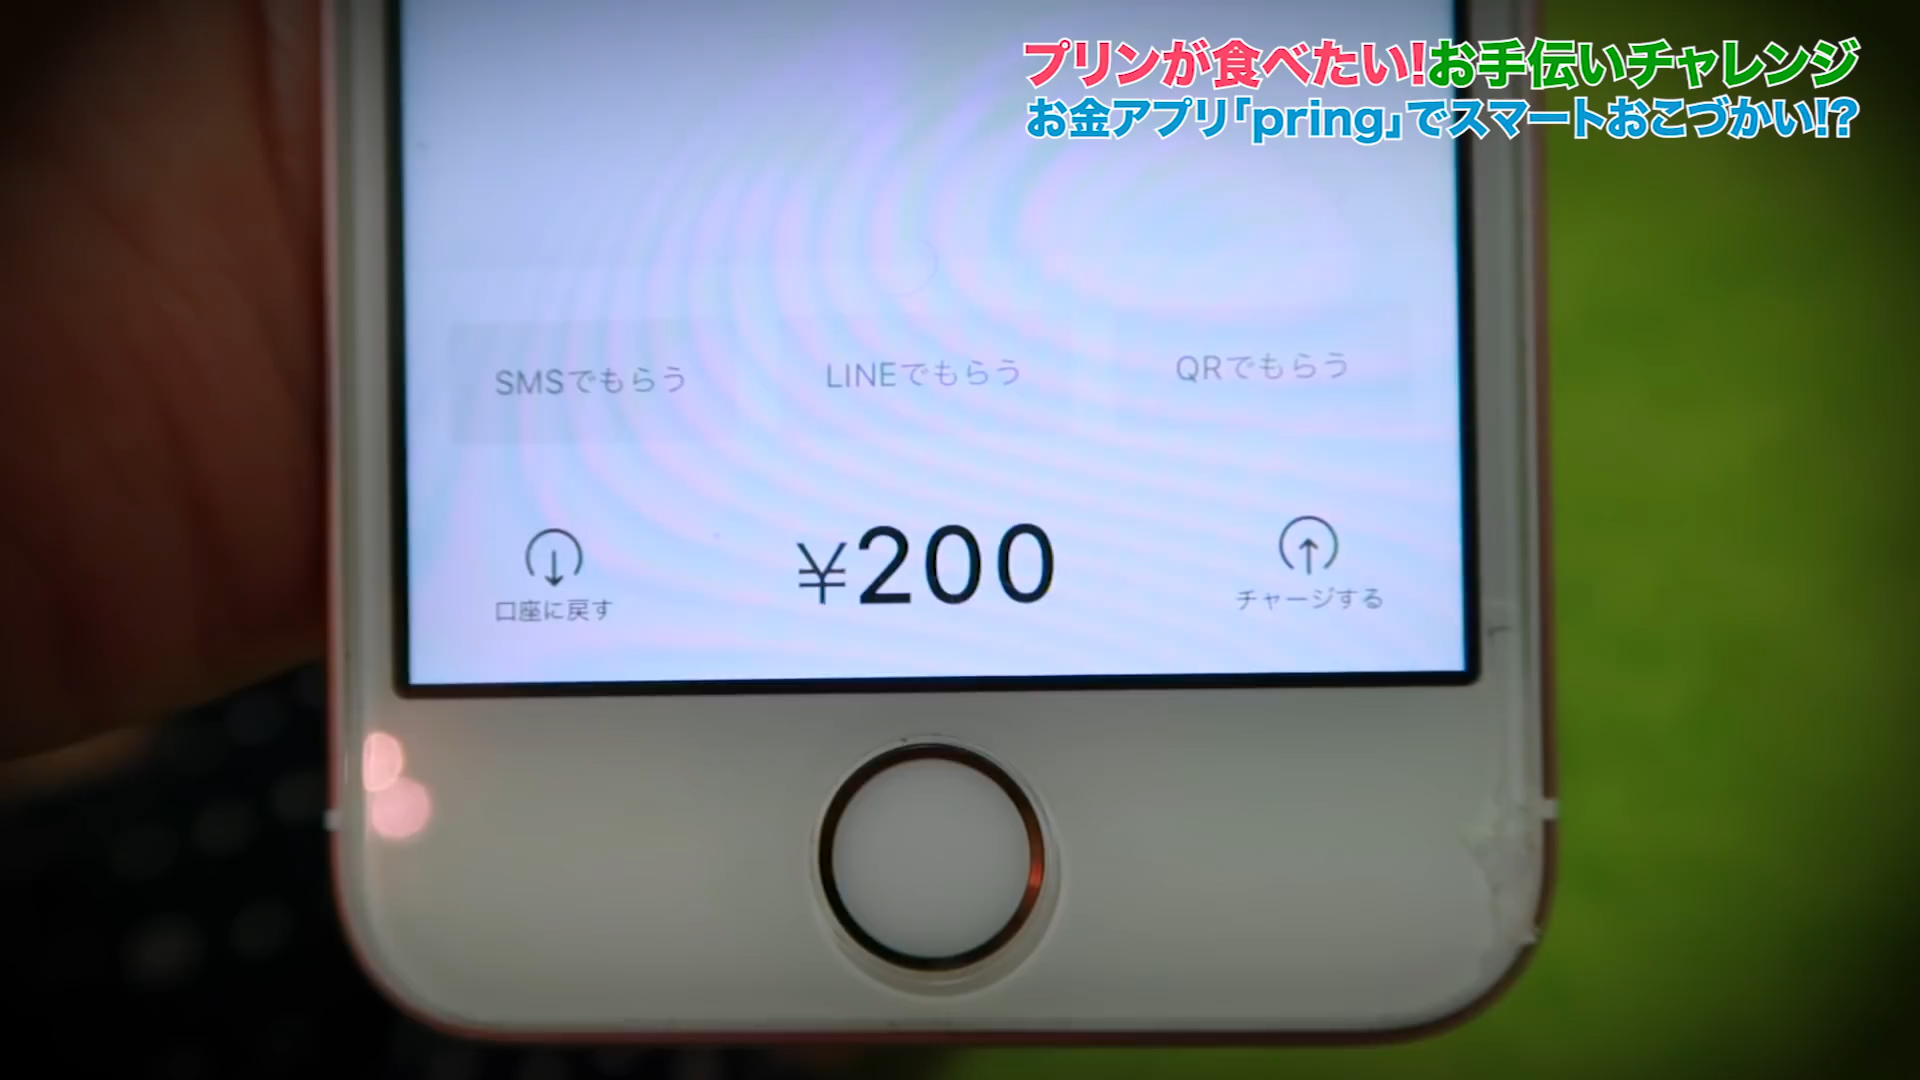 プリンが食べたい!お手伝いチャレンジ
お金アプリ「pring」でスマートおこづかい!?
SMSでもらう
LINEでもらう
QRでもらう
¥200
口座に戻す
チャージする